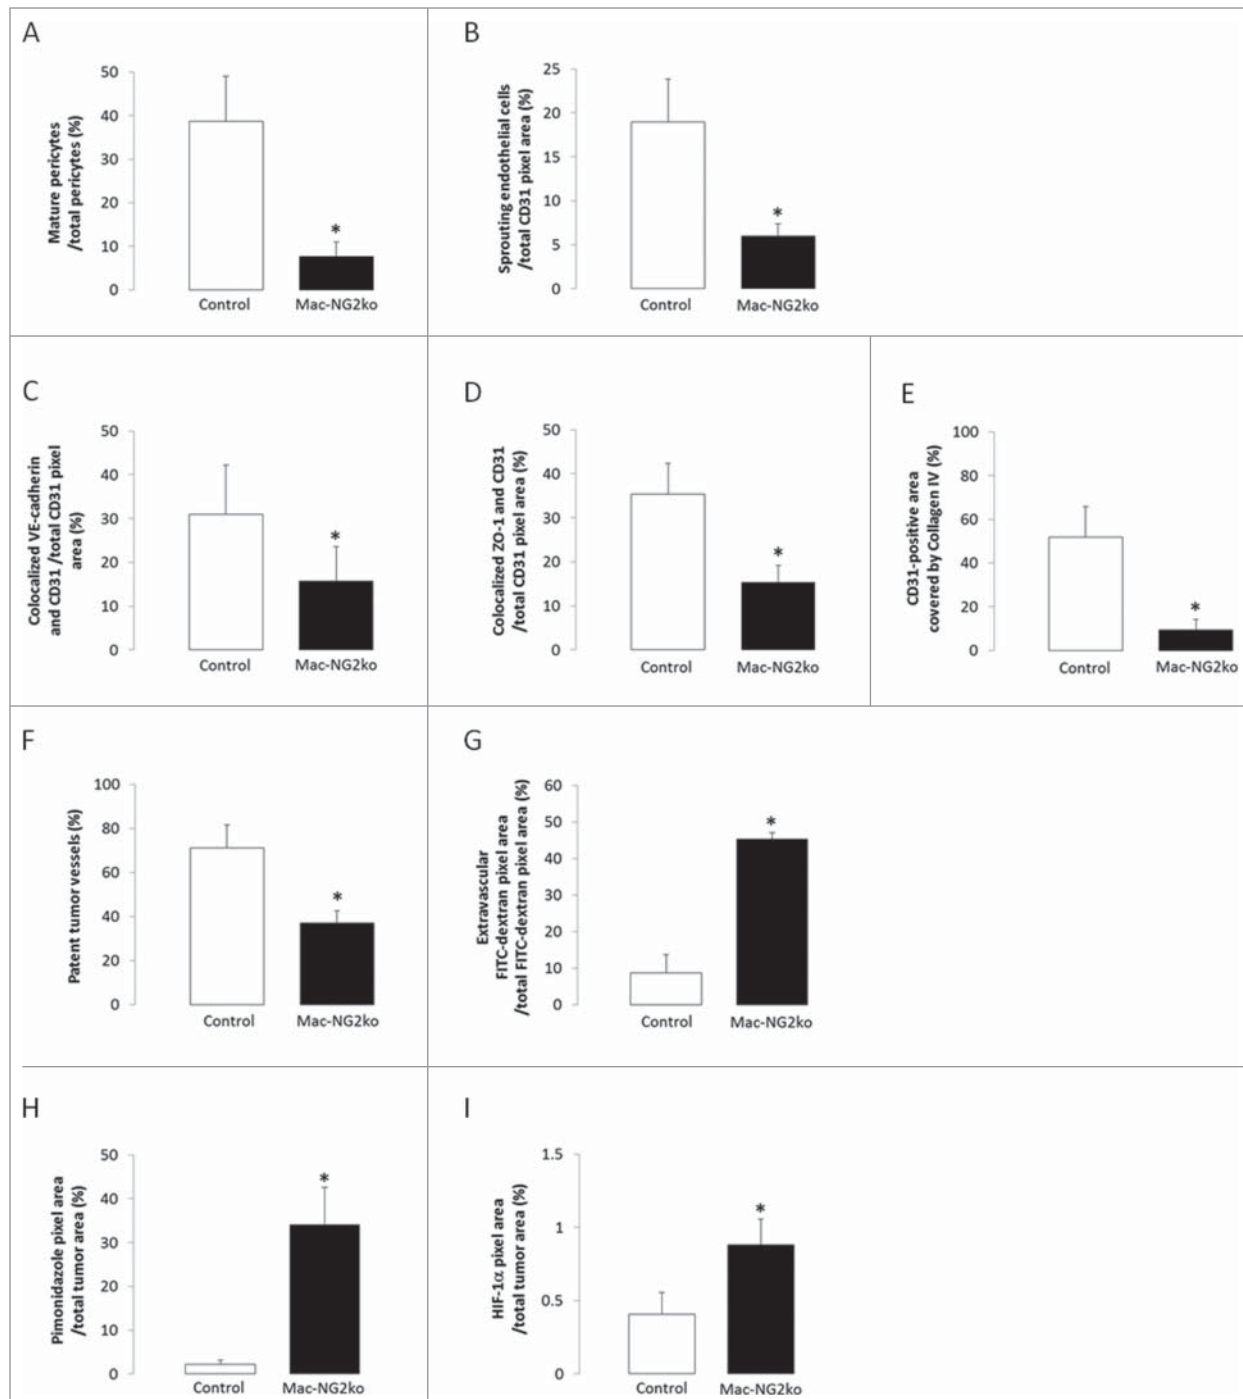 A
Mature pericytes
/total pericytes (%)
50
40
30
20
10
0
*
Control
Mac-NG2ko
B
Sprouting endothelial cells
/total CD31 pixel area (%)
25
20
15
10
5
0
*
Control
Mac-NG2ko
C
Colocalized VE-cadherin
and CD31 /total CD31 pixel
area (%)
50
40
30
20
10
0
*
Control
Mac-NG2ko
D
Colocalized ZO-1 and CD31
/total CD31 pixel area (%)
50
40
30
20
10
0
*
Control
Mac-NG2ko
E
CD31-positive area
covered by Collagen IV (%)
100
80
60
40
20
0
*
Control
Mac-NG2ko
F
Patent tumor vessels (%)
100
80
60
40
20
0
*
Control
Mac-NG2ko
G
Extravascular
FITC-dextran pixel area
/total FITC-dextran pixel area (%)
60
50
40
30
20
10
0
*
Control
Mac-NG2ko
H
Pimonidazole pixel area
/total tumor area (%)
50
40
30
20
10
0
*
Control
Mac-NG2ko
I
HIF-1α pixel area
/total tumor area (%)
1.5
1
0.5
0
*
Control
Mac-NG2ko